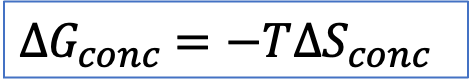 ΔG_conc = −TΔS_conc